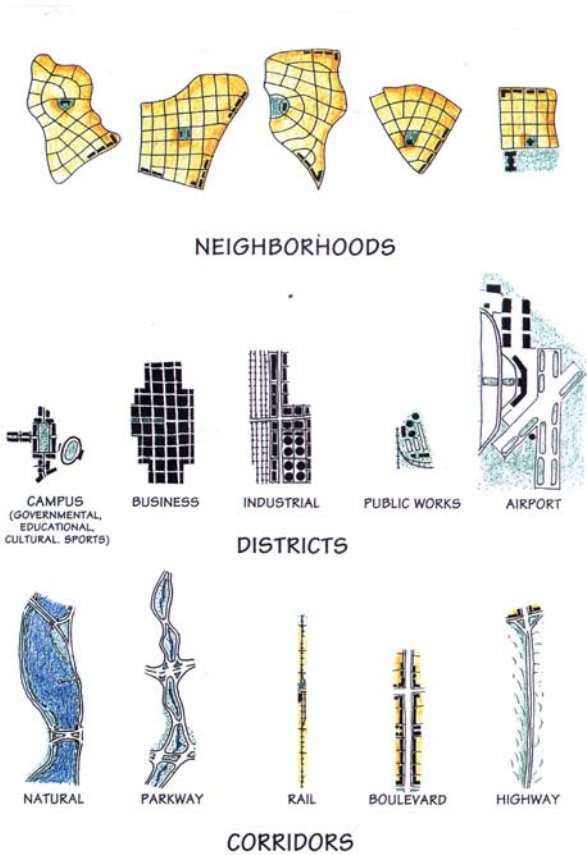 NEIGHBORHOODS
CAMPUS
(GOVERNMENTAL,
EDUCATIONAL,
CULTURAL. SPORTS)
BUSINESS
INDUSTRIAL
PUBLIC WORKS
AIRPORT
DISTRICTS
NATURAL
PARKWAY
RAIL
BOULEVARD
HIGHWAY
CORRIDORS